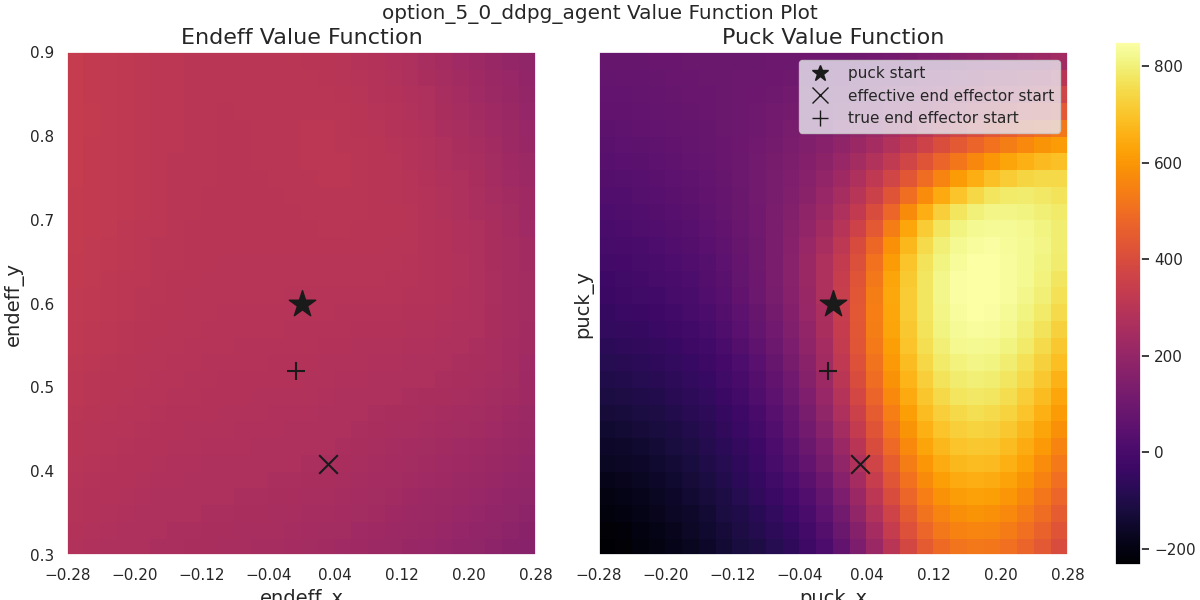 option_5_0_ddpg_agent Value Function Plot
Endeff Value Function
Puck Value Function
0.9
0.8
0.7
0.6
0.5
0.4
0.3
endeff_y
−0.28 −0.20 −0.12 −0.04 0.04 0.12 0.20 0.28
endeff_x
puck start
effective end effector start
true end effector start
puck_y
−0.28 −0.20 −0.12 −0.04 0.04 0.12 0.20 0.28
puck_x
800
600
400
200
0
−200